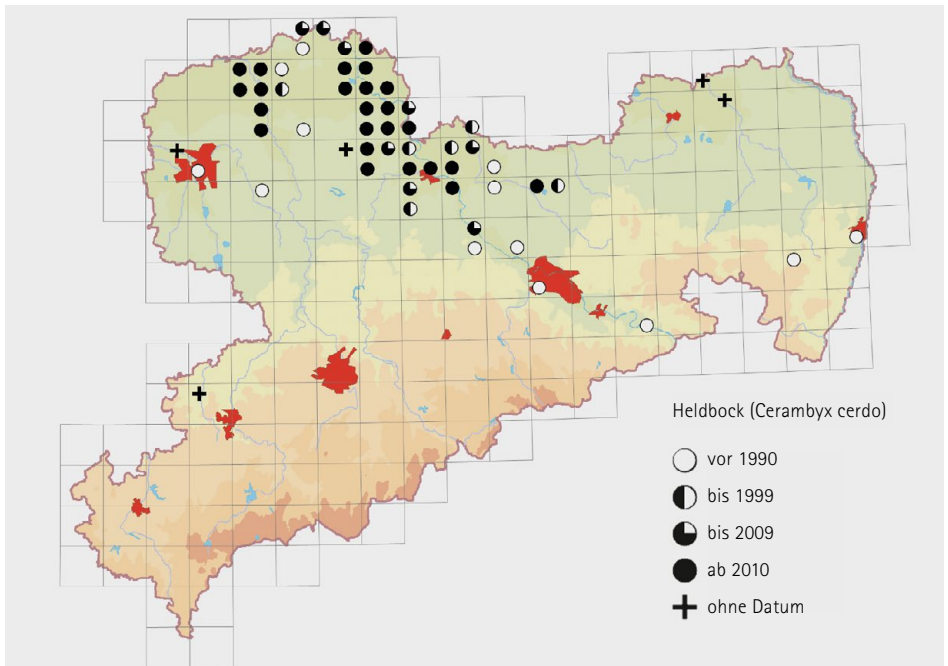 Heldbock (Cerambyx cerdo)
vor 1990
bis 1999
bis 2009
ab 2010
ohne Datum